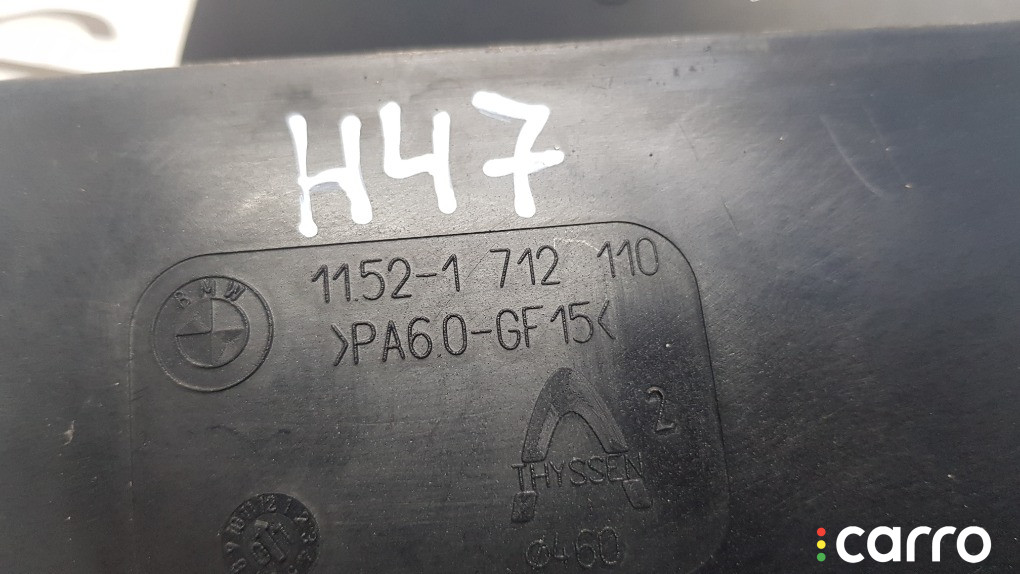 H47
BMW
11.52-1 712 110
>PA6.0-GF15<
2
THYSSEN
ø460
carro